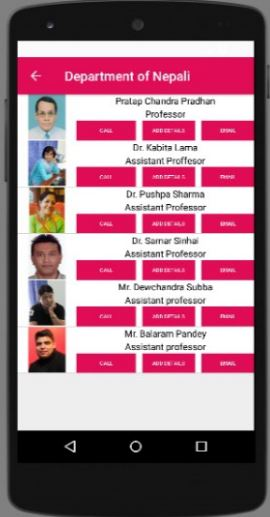 Department of Nepali
Pratap Chandra Pradhan
Professor
CALL ADD DETAILS EMAIL
Dr. Kabita Lama
Assistant Proffesor
CALL ADD DETAILS EMAIL
Dr. Pushpa Sharma
Assistant Professor
CALL ADD DETAILS EMAIL
Dr. Samar Sinhai
Assistant Professor
CALL ADD DETAILS EMAIL
Mr. Dewchandra Subba
Assistant professor
CALL ADD DETAILS EMAIL
Mr. Balaram Pandey
Assistant professor
CALL ADD DETAILS EMAIL